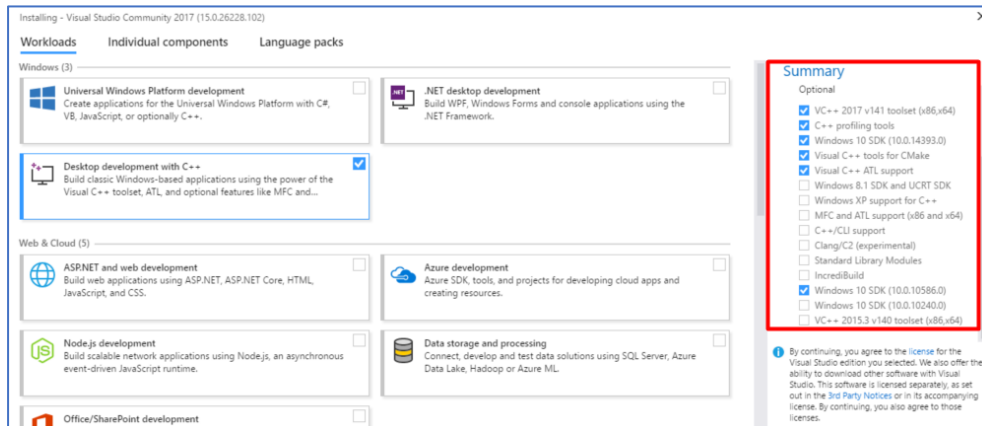 Installing - Visual Studio Community 2017 (15.0.26228.102)
Workloads Individual components Language packs
Windows (3)
Universal Windows Platform development
Create applications for the Universal Windows Platform with C#,
VB, JavaScript, or optionally C++.
.NET
.NET desktop development
Build WPF, Windows Forms and console applications using the
.NET Framework.
Desktop development with C++
Build classic Windows-based applications using the power of the
Visual C++ toolset, ATL, and optional features like MFC and...
Web & Cloud (5)
ASP.NET and web development
Build web applications using ASP.NET, ASP.NET Core, HTML,
JavaScript, and CSS.
Azure development
Azure SDK, tools, and projects for developing cloud apps and
creating resources.
JS
Node.js development
Build scalable network applications using Node.js, an asynchronous
event-driven JavaScript runtime.
Data storage and processing
Connect, develop and test data solutions using SQL Server, Azure
Data Lake, Hadoop or Azure ML.
Office/SharePoint development
Summary
Optional
VC++ 2017 v141 toolset (x86,x64)
C++ profiling tools
Windows 10 SDK (10.0.14393.0)
Visual C++ tools for CMake
Visual C++ ATL support
Windows 8.1 SDK and UCRT SDK
Windows XP support for C++
MFC and ATL support (x86 and x64)
C++/CLI support
Clang/C2 (experimental)
Standard Library Modules
IncrediBuild
Windows 10 SDK (10.0.10586.0)
Windows 10 SDK (10.0.10240.0)
VC++ 2015.3 v140 toolset (x86,x64)
By continuing, you agree to the license for the
Visual Studio edition you selected. We also offer the
ability to download other software with Visual
Studio. This software is licensed separately, as set
out in the 3rd Party Notices or in its accompanying
license. By continuing, you also agree to those
licenses.